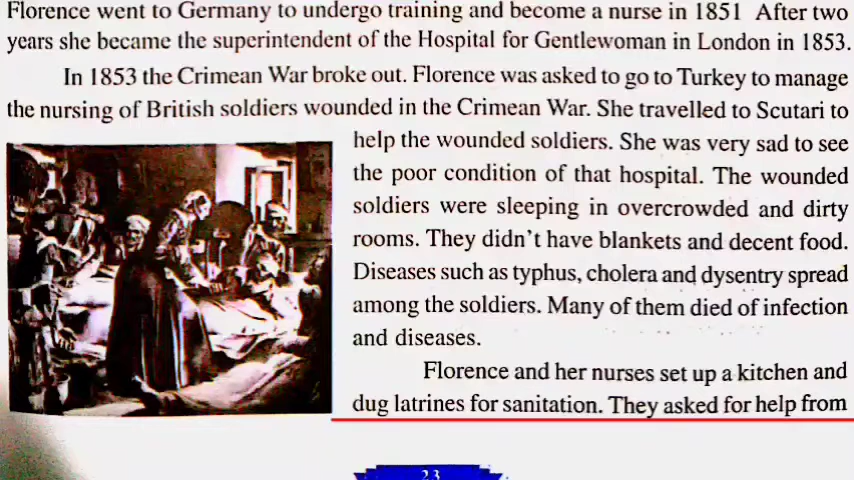 Florence went to Germany to undergo training and become a nurse in 1851 After two
years she became the superintendent of the Hospital for Gentlewoman in London in 1853.
In 1853 the Crimean War broke out. Florence was asked to go to Turkey to manage
the nursing of British soldiers wounded in the Crimean War. She travelled to Scutari to
help the wounded soldiers. She was very sad to see
the poor condition of that hospital. The wounded
soldiers were sleeping in overcrowded and dirty
rooms. They didn't have blankets and decent food.
Diseases such as typhus, cholera and dysentry spread
among the soldiers. Many of them died of infection
and diseases.
Florence and her nurses set up a kitchen and
dug latrines for sanitation. They asked for help from
23